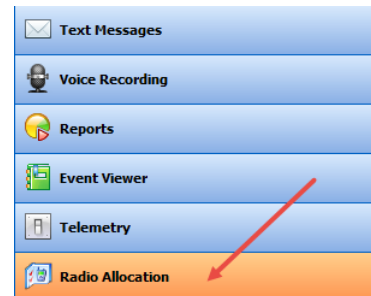 Text Messages
Voice Recording
Reports
Event Viewer
Telemetry
Radio Allocation